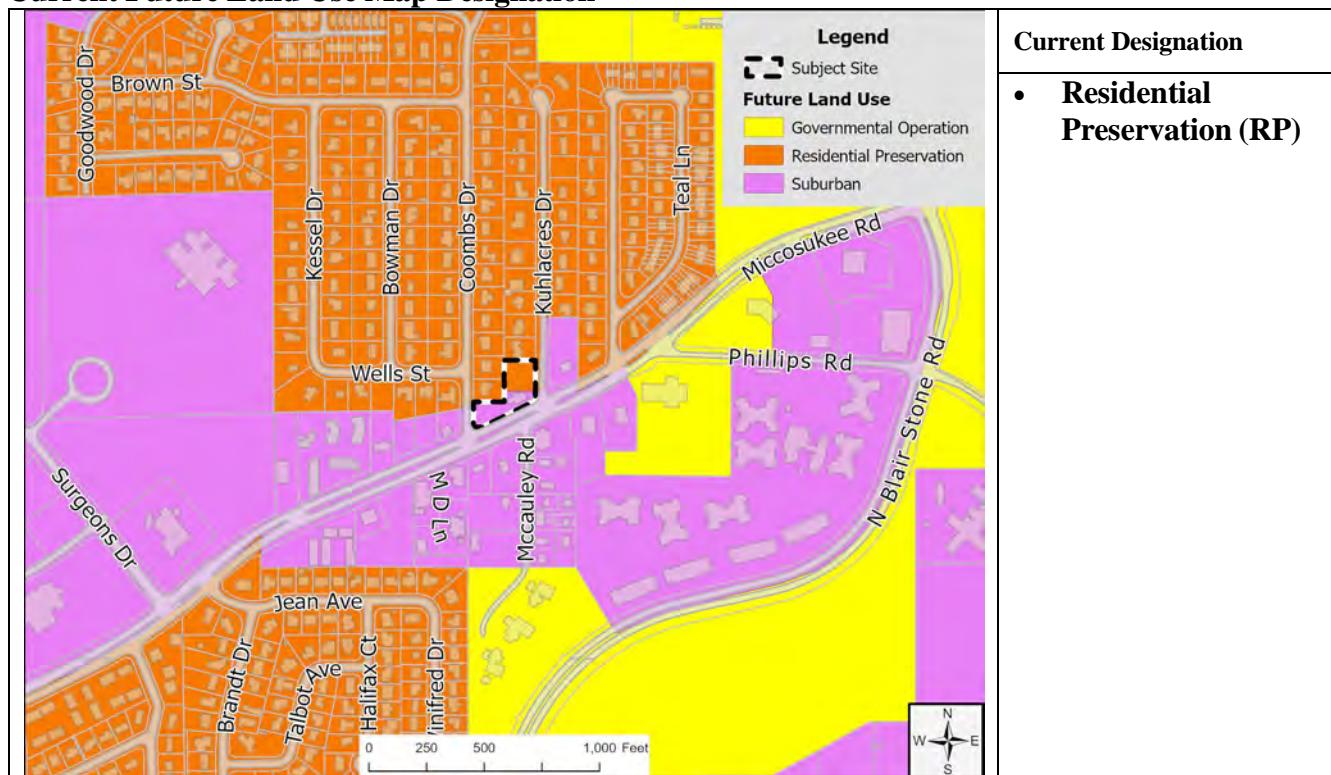 Current Future Land Use Map Designation
Legend
Subject Site
Future Land Use
Governmental Operation
Residential Preservation
Suburban
Current Designation
• Residential
Preservation (RP)
Goodwood Dr
Brown St
Kessel Dr
Bowman Dr
Coombs Dr
Kuhlacres Dr
Teal Ln
Miccosukee Rd
Phillips Rd
N Blair Stone Rd
Wells St
M D Ln
Mccauley Rd
Surgeons Dr
Jean Ave
Brandt Dr
Talbot Ave
Halifax Ct
Vinifred Dr
0 250 500 1,000 Feet
N
W E
S